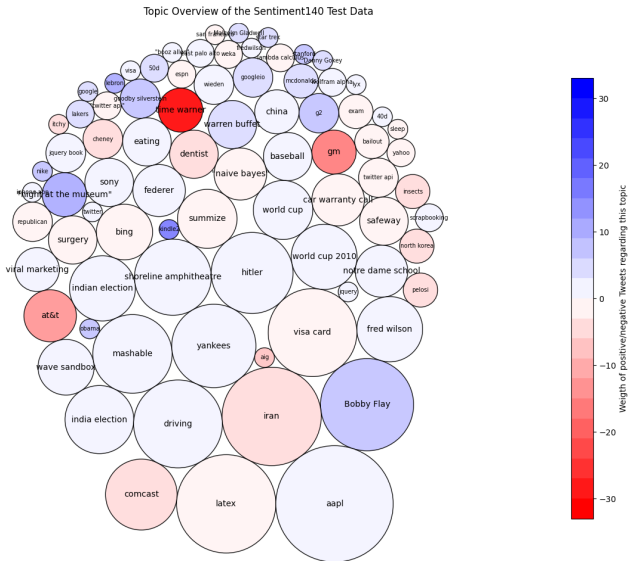 Topic Overview of the Sentiment140 Test Data
Malcolm Gladwell
star trek
fredwilson
"booz allen"
east palo alto
weka
lambda calculus
stanford
Danny Gokey
visa
50d
espn
wieden
googleio
mcdonalds
wolfram alpha
lyx
lebron
google
goodby silverstein
twitter api
lakers
time warner
warren buffet
china
g2
exam
40d
sleep
itchy
cheney
eating
jquery book
dentist
"naive bayes"
baseball
gm
bailout
yahoo
nike
sony
federer
twitter api
insects
"night at the museum"
twitter
world cup
car warranty call
safeway
scrapbooking
republican
surgery
bing
kindle2
summize
north korea
viral marketing
indian election
shoreline amphitheatre
hitler
world cup 2010
notre dame school
jquery
pelosi
at&t
obama
mashable
yankees
visa card
fred wilson
aig
wave sandbox
india election
driving
iran
Bobby Flay
comcast
latex
aapl
30
20
10
0
−10
−20
−30
Weigth of positive/negative Tweets regarding this topic